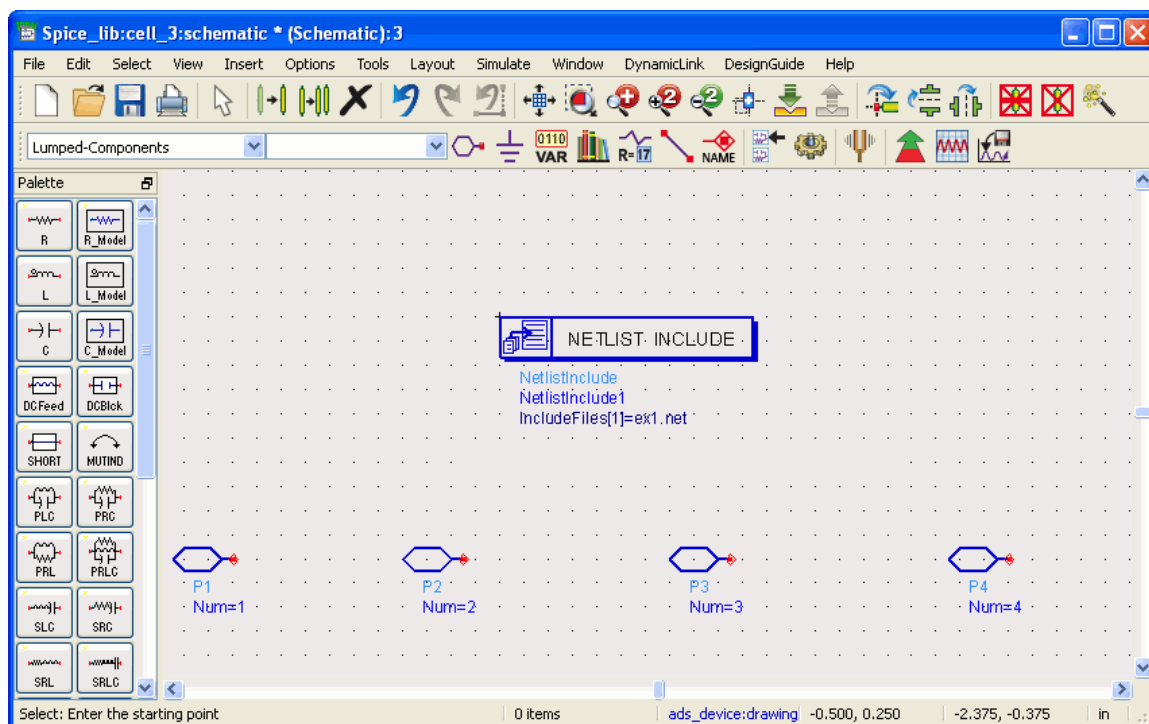 Spice_lib:cell_3:schematic * (Schematic):3
File Edit Select View Insert Options Tools Layout Simulate Window DynamicLink DesignGuide Help
+2 -2
Lumped-Components
0110
VAR
R=17
NAME
Palette
R R_Model
L L_Model
C C_Model
DCFeed DCBlck
SHORT MUTIND
PLC PRC
PRL PRLC
SLC SRC
SRL SRLC
NETLIST INCLUDE
NetlistInclude
NetlistInclude1
IncludeFiles[1]=ex1.net
P1
Num=1
P2
Num=2
P3
Num=3
P4
Num=4
Select: Enter the starting point 0 items ads_device:drawing -0.500, 0.250 -2.375, -0.375 in